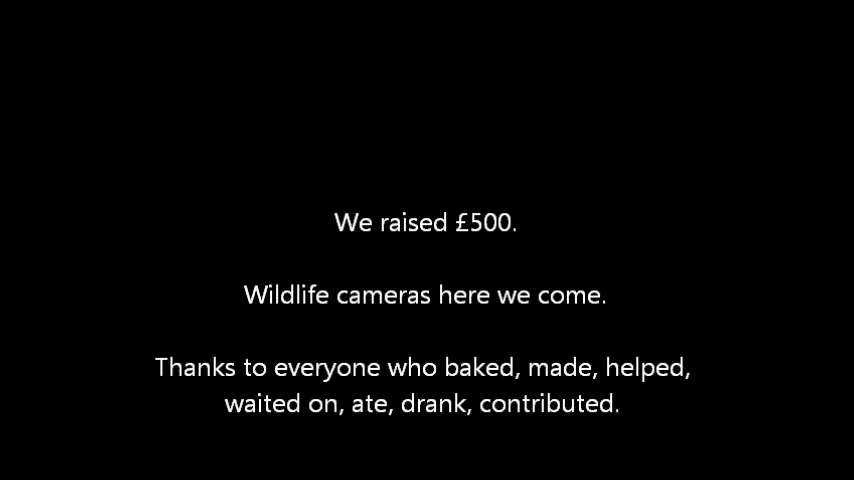 We raised £500.
Wildlife cameras here we come.
Thanks to everyone who baked, made, helped,
waited on, ate, drank, contributed.